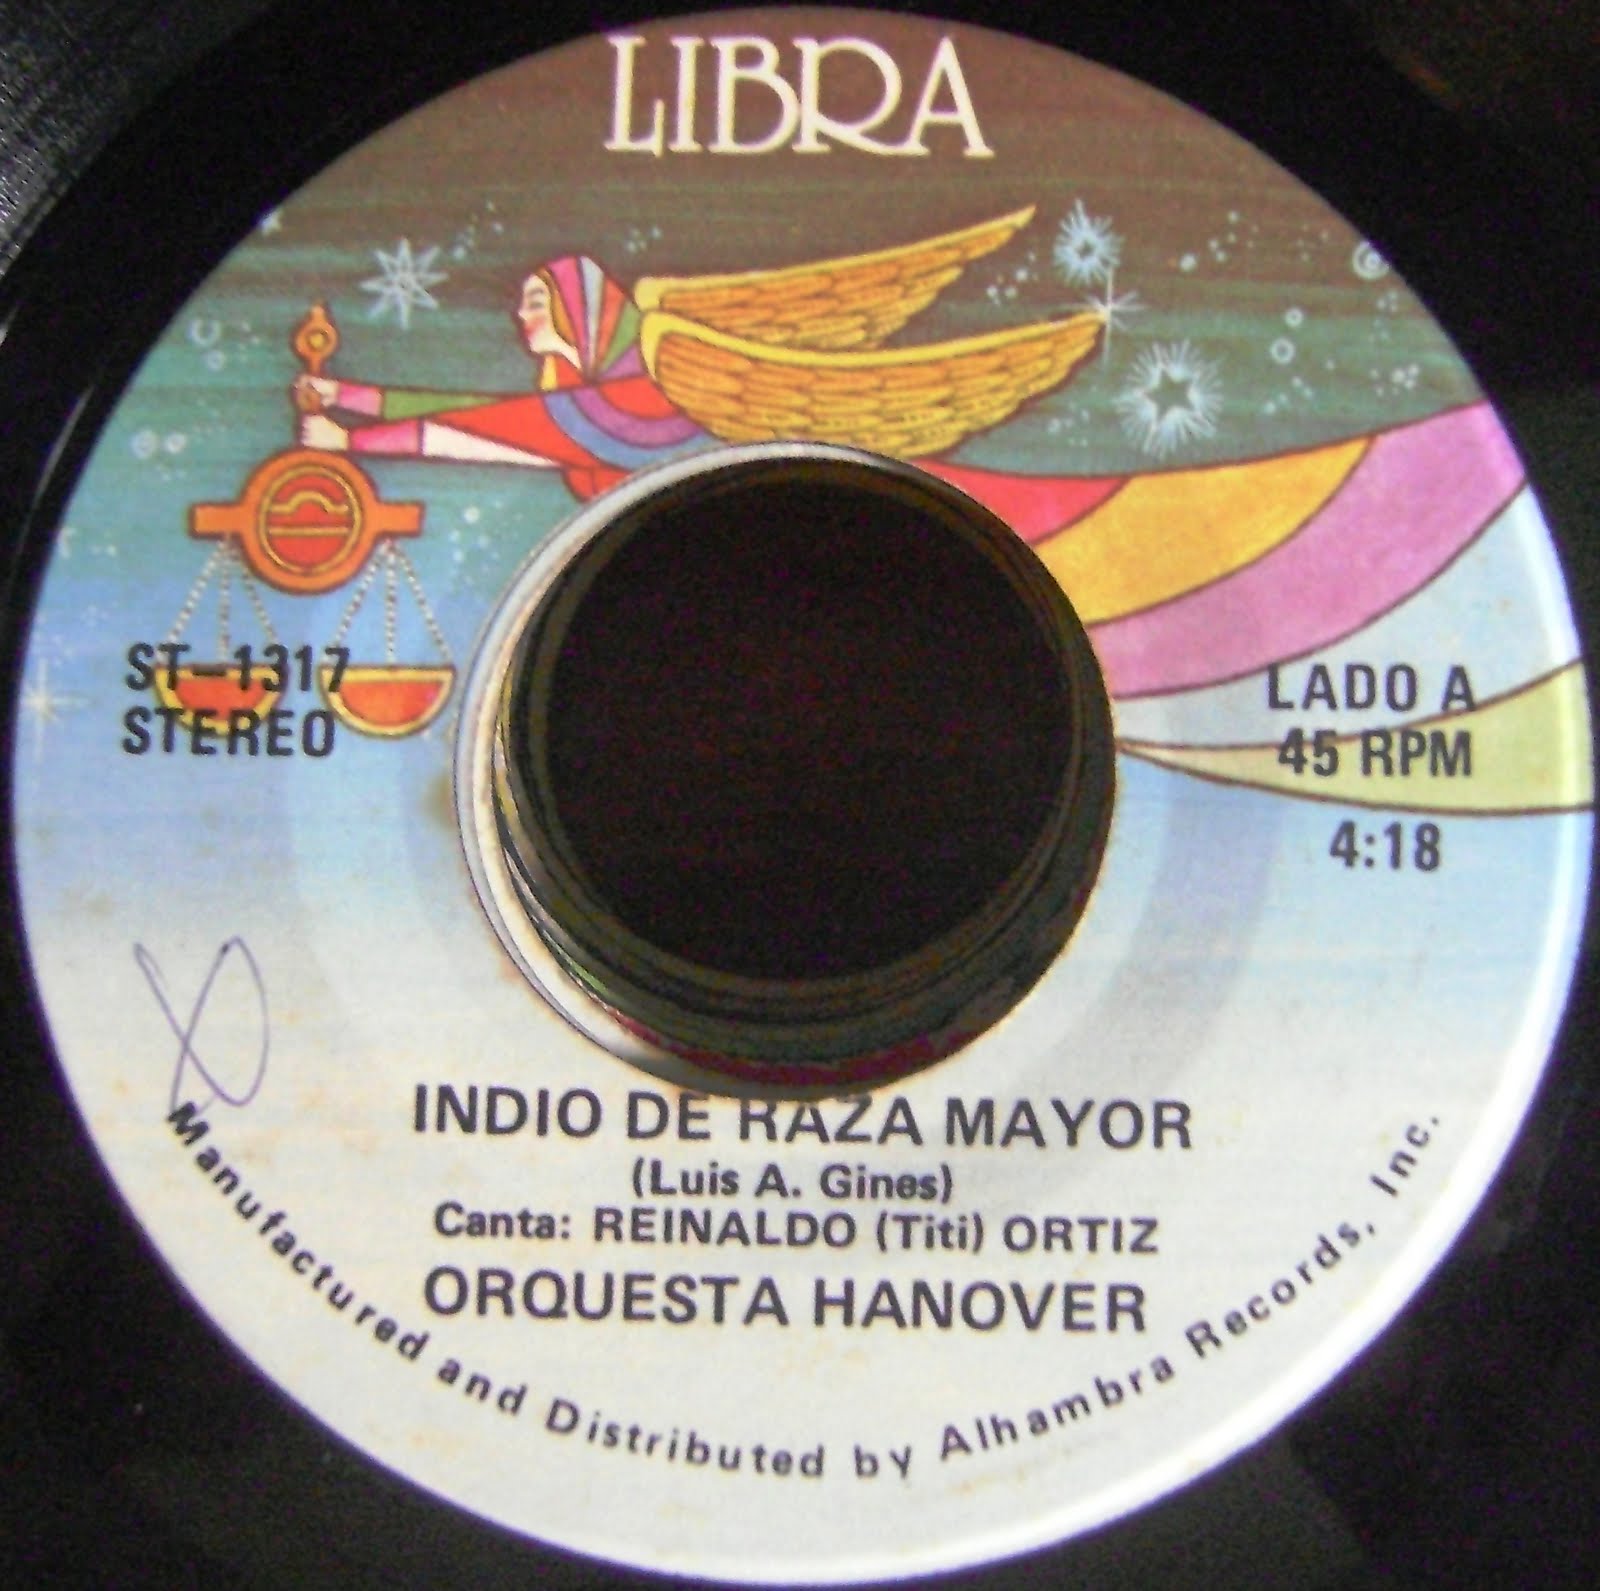 LIBRA
ST-1317
STEREO
LADO A
45 RPM
4:18
INDIO DE RAZA MAYOR
(Luis A. Gines)
Canta: REINALDO (Titi) ORTIZ
ORQUESTA HANOVER
Manufactured and Distributed by Alhambra Records, Inc.